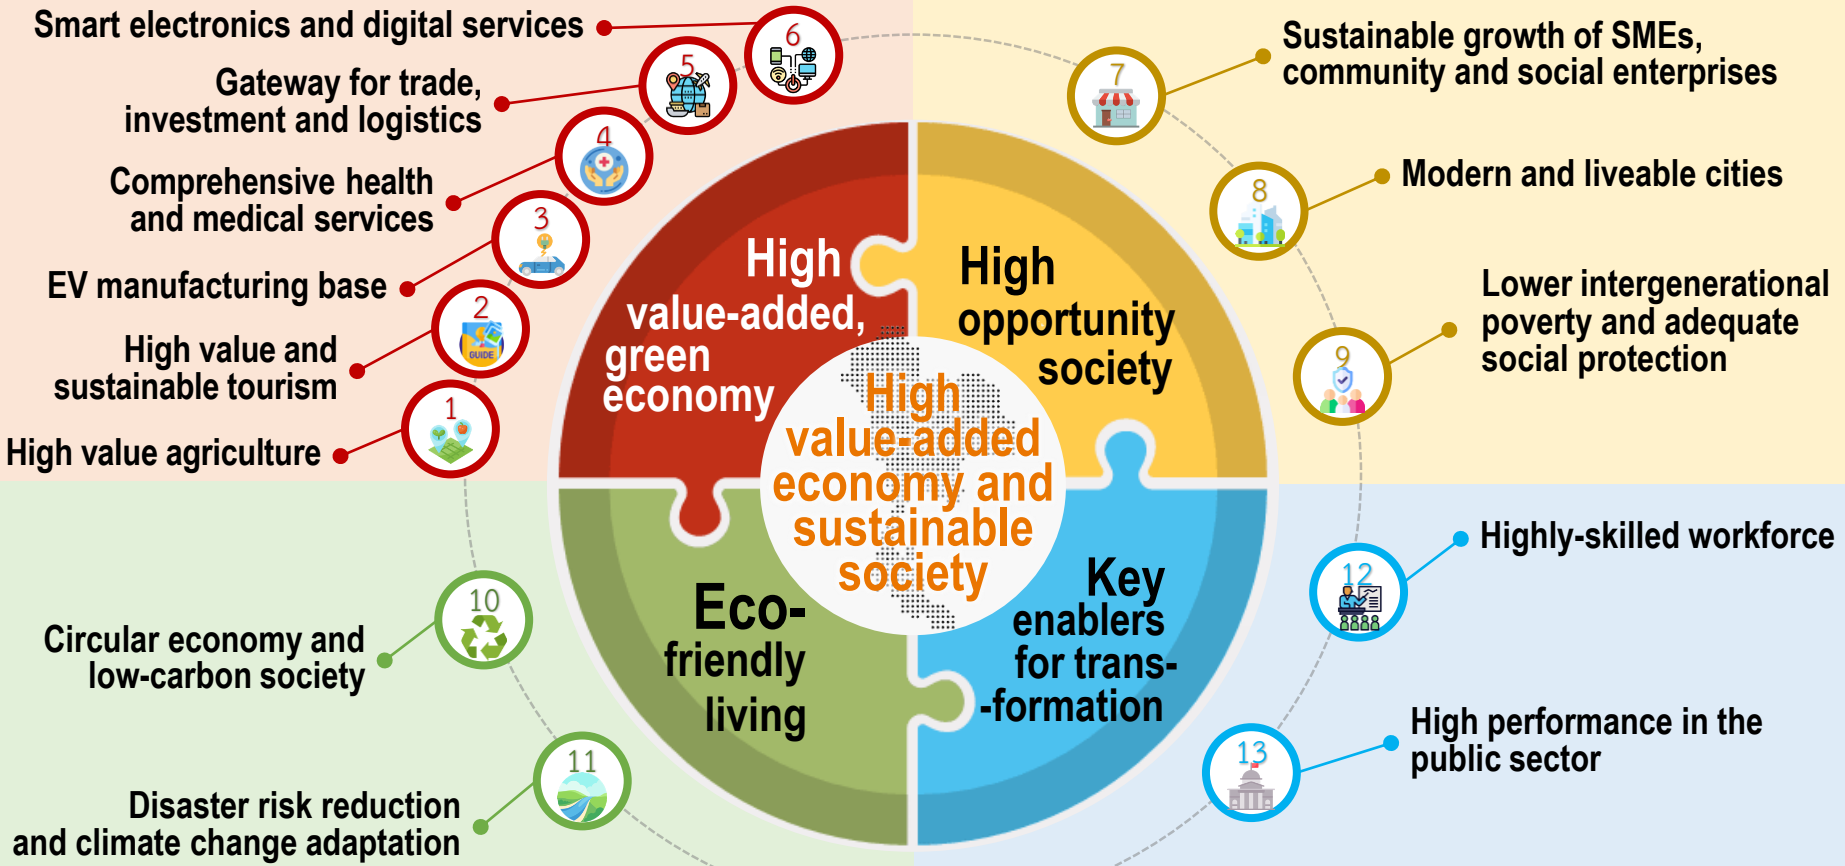 Smart electronics and digital services
6
Gateway for trade,
investment and logistics
5
Comprehensive health
and medical services
4
EV manufacturing base
3
High value and
sustainable tourism
2
GUIDE
High value agriculture
1
High
value-added,
green
economy
7
Sustainable growth of SMEs,
community and social enterprises
8
Modern and liveable cities
9
Lower intergenerational
poverty and adequate
social protection
High
opportunity
society
High
value-added
economy and
sustainable
society
10
Circular economy and
low-carbon society
11
Disaster risk reduction
and climate change adaptation
Eco-
friendly
living
Key
enablers
for trans-
-formation
12
Highly-skilled workforce
13
High performance in the
public sector